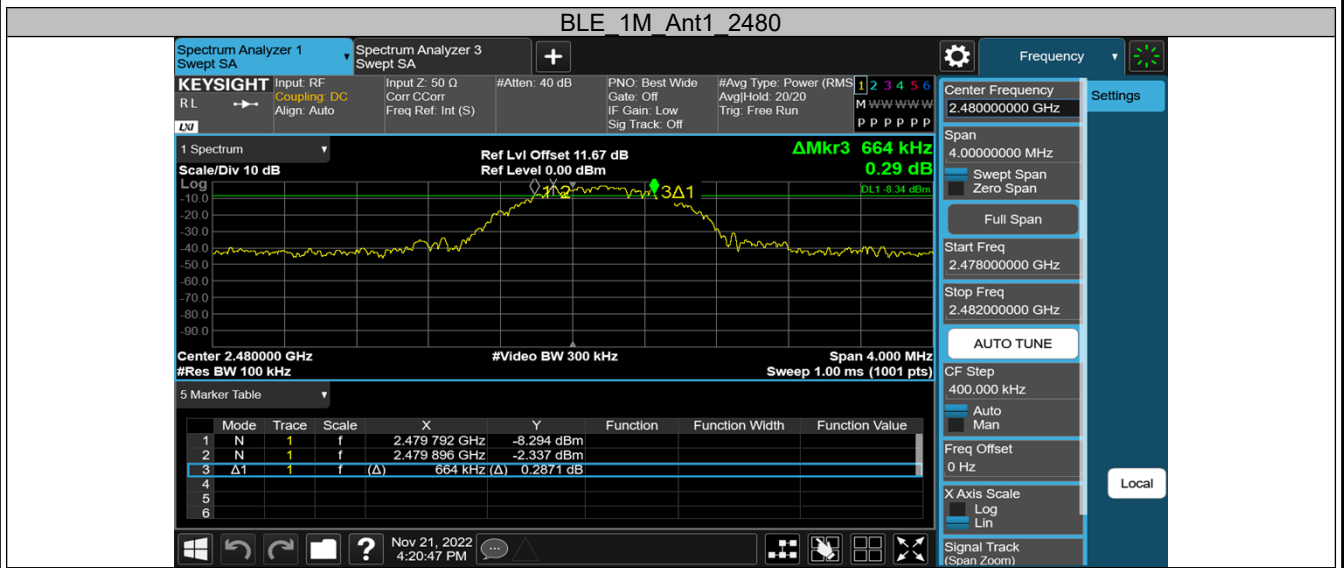 BLE_1M_Ant1_2480
Spectrum Analyzer 1
Swept SA
Spectrum Analyzer 3
Swept SA
+
Frequency
KEYSIGHT
R L
LXI
Input: RF
Coupling: DC
Align: Auto
Input Z: 50 Ω
Corr CCorr
Freq Ref: Int (S)
#Atten: 40 dB
PNO: Best Wide
Gate: Off
IF Gain: Low
Sig Track: Off
#Avg Type: Power (RMS
Avg|Hold: 20/20
Trig: Free Run
1 2 3 4 5 6
M W W W W W
P P P P P P
1 Spectrum
Scale/Div 10 dB
Ref Lvl Offset 11.67 dB
Ref Level 0.00 dBm
ΔMkr3 664 kHz
0.29 dB
Log
DL1 -8.34 dBm
1 2 3Δ1
-10.0
-20.0
-30.0
-40.0
-50.0
-60.0
-70.0
-80.0
-90.0
Center 2.480000 GHz
#Video BW 300 kHz
Span 4.000 MHz
#Res BW 100 kHz
Sweep 1.00 ms (1001 pts)
5 Marker Table
Mode Trace Scale X Y Function Function Width Function Value
1 N 1 f 2.479 792 GHz -8.294 dBm
2 N 1 f 2.479 896 GHz -2.337 dBm
3 Δ1 1 f (Δ) 664 kHz (Δ) 0.2871 dB
4
5
6
?
Nov 21, 2022
4:20:47 PM
Center Frequency
2.480000000 GHz
Span
4.00000000 MHz
Swept Span
Zero Span
Full Span
Start Freq
2.478000000 GHz
Stop Freq
2.482000000 GHz
AUTO TUNE
CF Step
400.000 kHz
Auto
Man
Freq Offset
0 Hz
X Axis Scale
Log
Lin
Signal Track
(Span Zoom)
Settings
Local